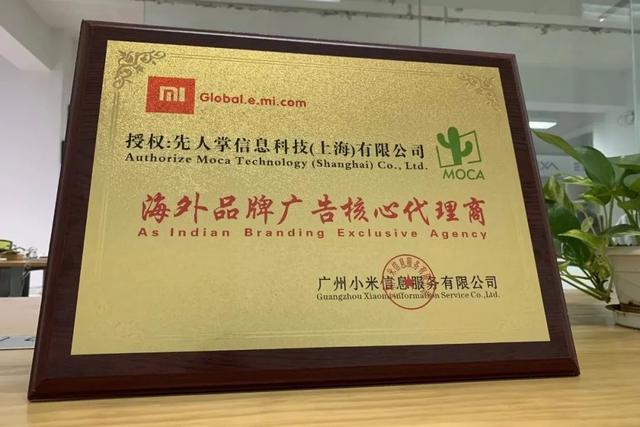 mi
Global.e.mi.com
授权:先人掌信息科技(上海)有限公司
Authorize Moca Technology (Shanghai) Co., Ltd.
MOCA
海外品牌广告核心代理商
As Indian Branding Exclusive Agency
广州小米信息服务有限公司
Guangzhou Xiaomi Information Service Co.,Ltd.